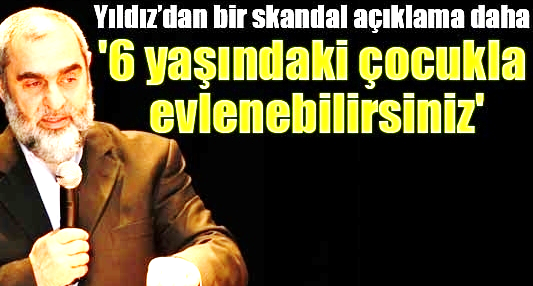 Yıldız’dan bir skandal açıklama daha
'6 yaşındaki çocukla
evlenebilirsiniz'